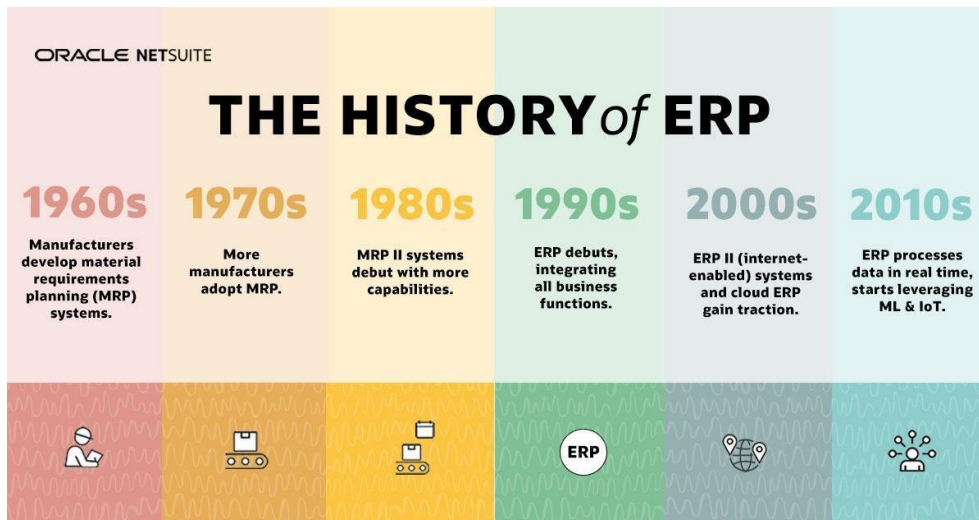 ORACLE NETSUITE
THE HISTORY of ERP
1960s
Manufacturers
develop material
requirements
planning (MRP)
systems.
1970s
More
manufacturers
adopt MRP.
1980s
MRP II systems
debut with more
capabilities.
1990s
ERP debuts,
integrating
all business
functions.
2000s
ERP II (internet-
enabled) systems
and cloud ERP
gain traction.
2010s
ERP processes
data in real time,
starts leveraging
ML & IoT.
ERP